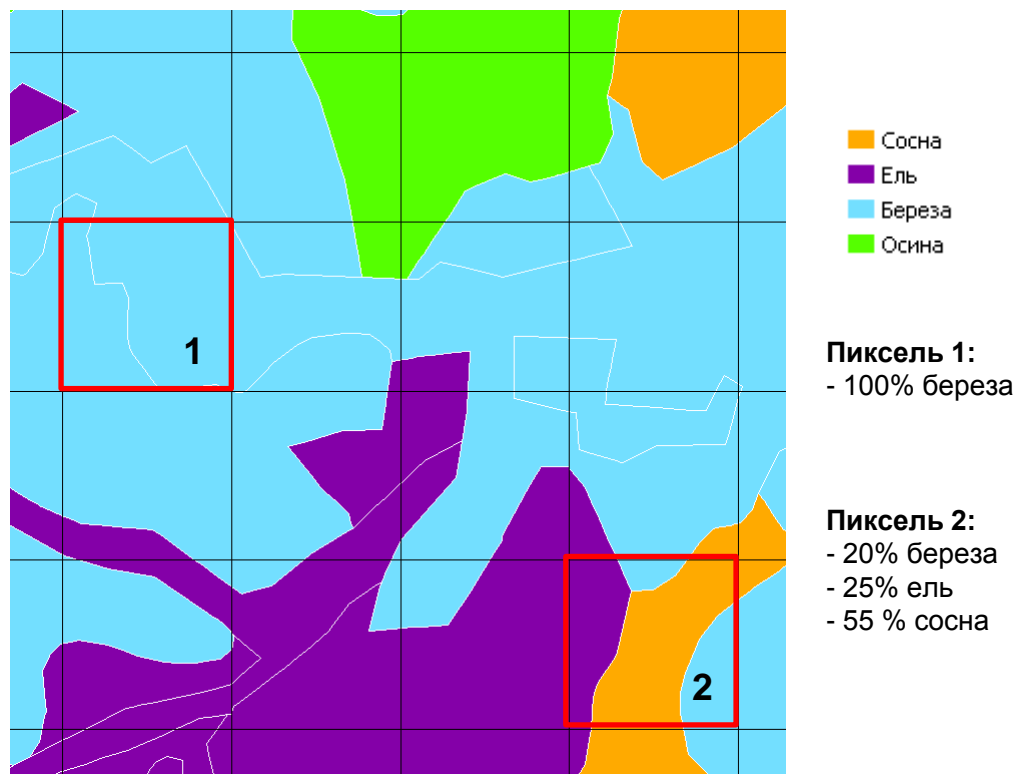 Сосна
Ель
Береза
Осина
1
Пиксель 1:
- 100% береза
Пиксель 2:
- 20% береза
- 25% ель
- 55 % сосна
2